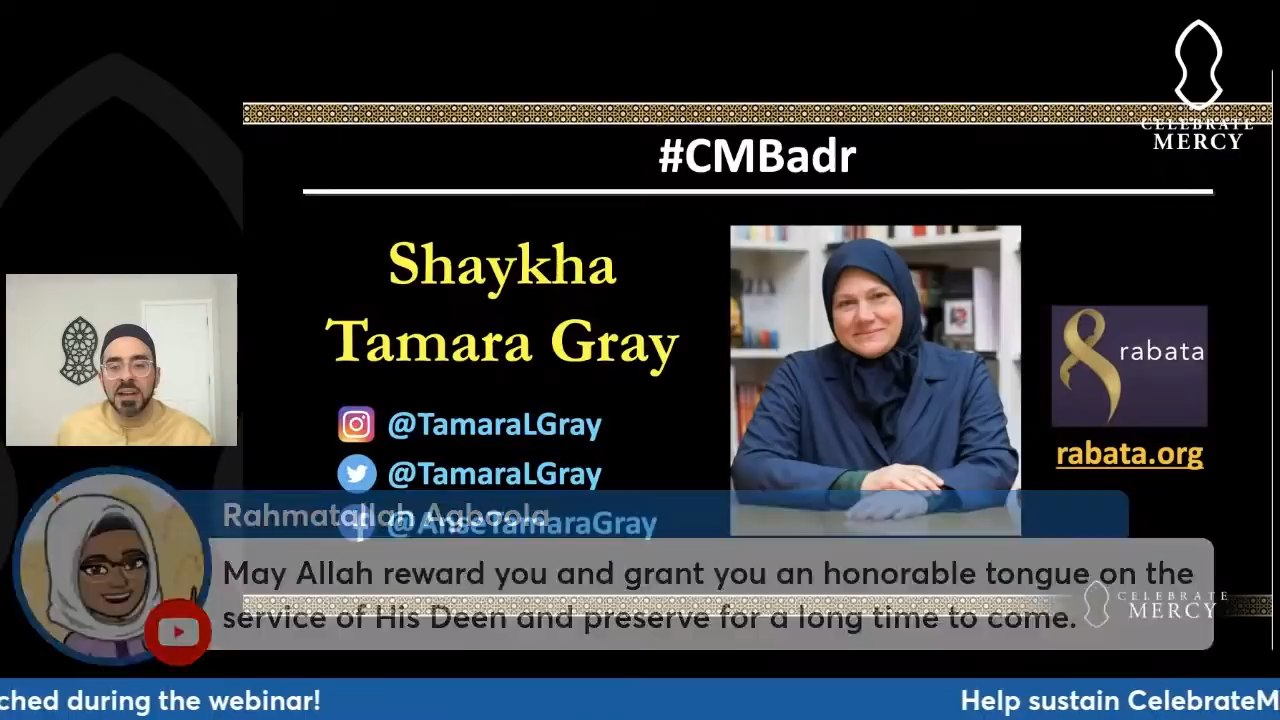 CELEBRATE
MERCY
#CMBadr
Shaykha
Tamara Gray
@TamaraLGray
@TamaraLGray
@AnseTamaraGray
rabata
rabata.org
Rahmatallah Agboola
May Allah reward you and grant you an honorable tongue on the
service of His Deen and preserve for a long time to come.
CELEBRATE
MERCY
ched during the webinar!
Help sustain CelebrateM